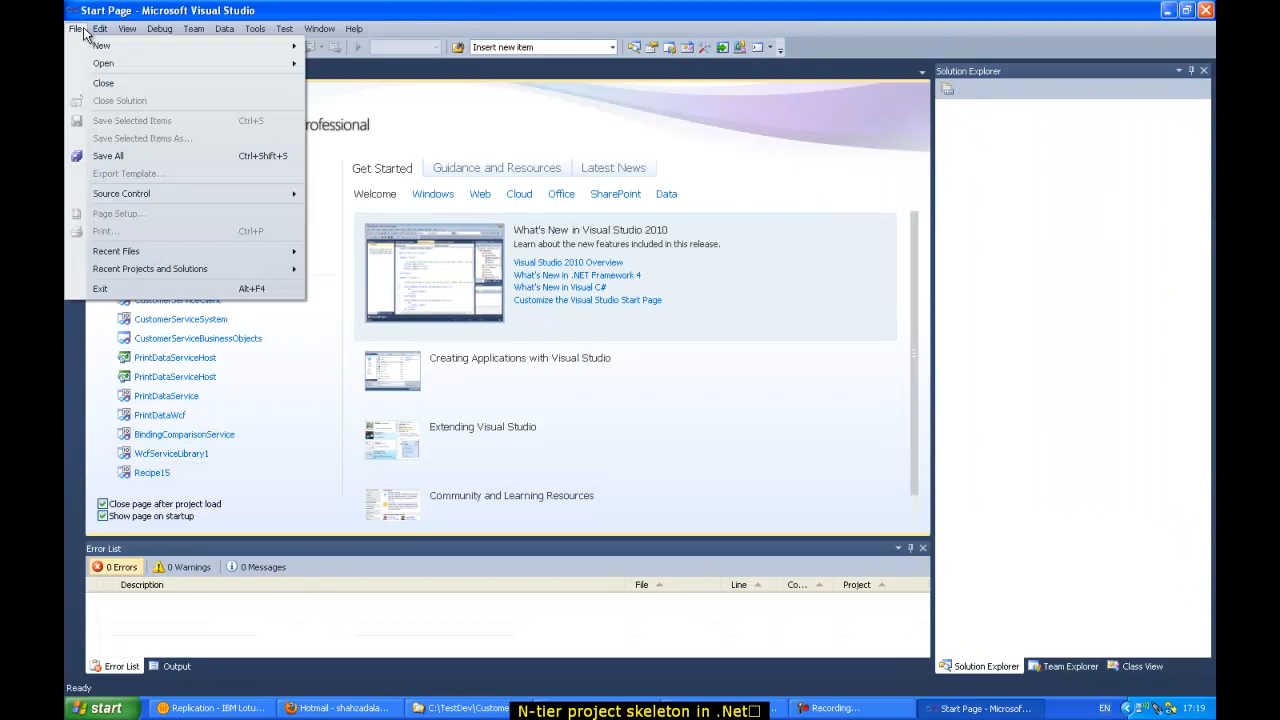 Start Page - Microsoft Visual Studio
File Edit View Debug Team Data Tools Test Window Help
Insert new item
New
Open
Close
Close Solution
Save Selected Items Ctrl+S
Save Selected Items As...
Save All Ctrl+Shift+S
Export Template...
Source Control
Page Setup...
Print... Ctrl+P
Recent Files
Recent Projects and Solutions
Exit Alt+F4
rofessional
Get Started Guidance and Resources Latest News
Welcome Windows Web Cloud Office SharePoint Data
What's New in Visual Studio 2010
Learn about the new features included in this release.
Visual Studio 2010 Overview
What's New in .NET Framework 4
What's New in Visual C#
Customize the Visual Studio Start Page
Creating Applications with Visual Studio
Extending Visual Studio
Community and Learning Resources
CustomerServiceClient
CustomerServiceSystem
CustomerServiceBusinessObjects
PrintDataServiceHost
PrintDataServiceHost
PrintDataService
PrintDataWcf
BindingComparisonService
WcfServiceLibrary1
Recipe15
Close page after project load
Show page on startup
Solution Explorer
Error List
0 Errors 0 Warnings 0 Messages
Description File Line Co... Project
Error List Output
Solution Explorer Team Explorer Class View
Ready
start Replication - IBM Lotu... Hotmail - shahzadala... C:\TestDev\Custome... Recording... Start Page - Microsof... EN 17:19
N-tier project skeleton in .Net